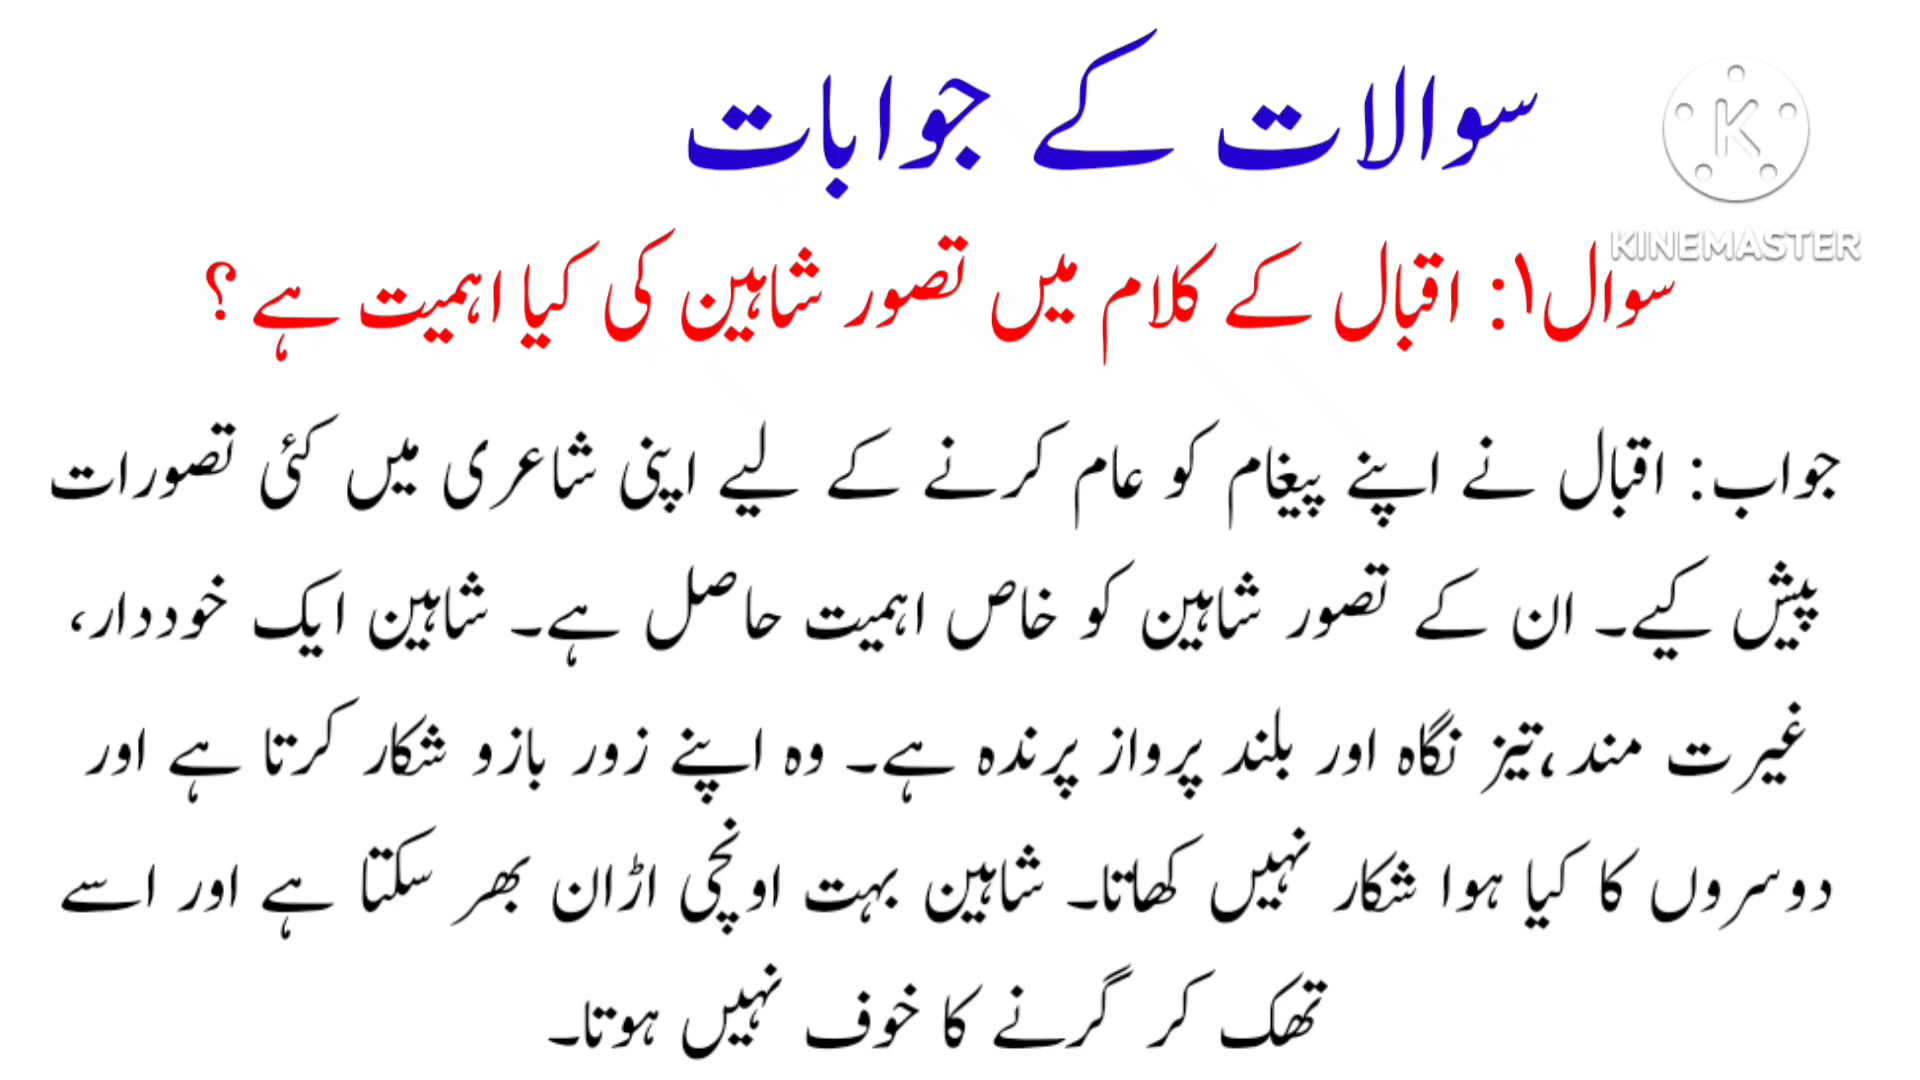 سوالات کے جوابات
KINEMASTER
سوال۱: اقبال کے کلام میں تصور شاہین کی کیا اہمیت ہے ؟
جواب: اقبال نے اپنے پیغام کو عام کرنے کے لیے اپنی شاعری میں کئی تصورات
پیش کیے۔ ان کے تصور شاہین کو خاص اہمیت حاصل ہے۔ شاہین ایک خوددار،
غیرت مند،تیز نگاہ اور بلند پرواز پرندہ ہے۔ وہ اپنے زور بازو شکار کرتا ہے اور
دوسروں کا کیا ہوا شکار نہیں کھاتا۔ شاہین بہت اونچی اڑان بھر سکتا ہے اور اسے
تھک کر گرنے کا خوف نہیں ہوتا۔